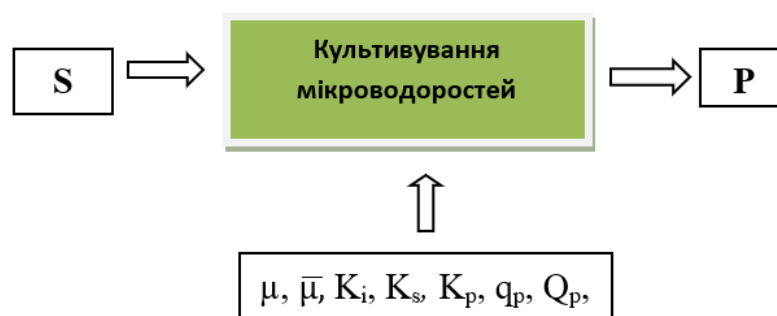 S
Культивування
мікроводоростей
P
μ, μ̅, Kᵢ, Kₛ, Kₚ, qₚ, Qₚ,